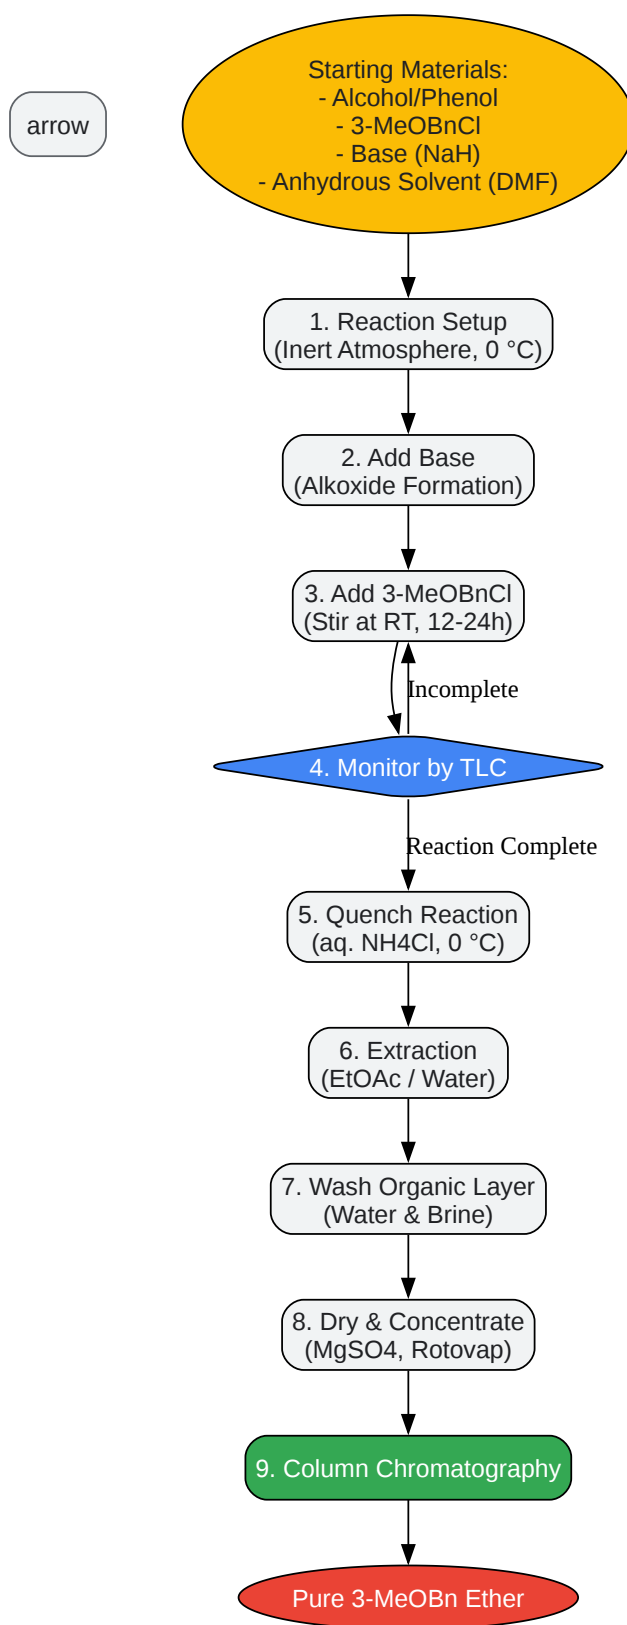 Starting Materials:
- Alcohol/Phenol
- 3-MeOBnCl
- Base (NaH)
- Anhydrous Solvent (DMF)
arrow
1. Reaction Setup
(Inert Atmosphere, 0 °C)
2. Add Base
(Alkoxide Formation)
3. Add 3-MeOBnCl
(Stir at RT, 12-24h)
Incomplete
4. Monitor by TLC
Reaction Complete
5. Quench Reaction
(aq. NH4Cl, 0 °C)
6. Extraction
(EtOAc / Water)
7. Wash Organic Layer
(Water & Brine)
8. Dry & Concentrate
(MgSO4, Rotovap)
9. Column Chromatography
Pure 3-MeOBn Ether